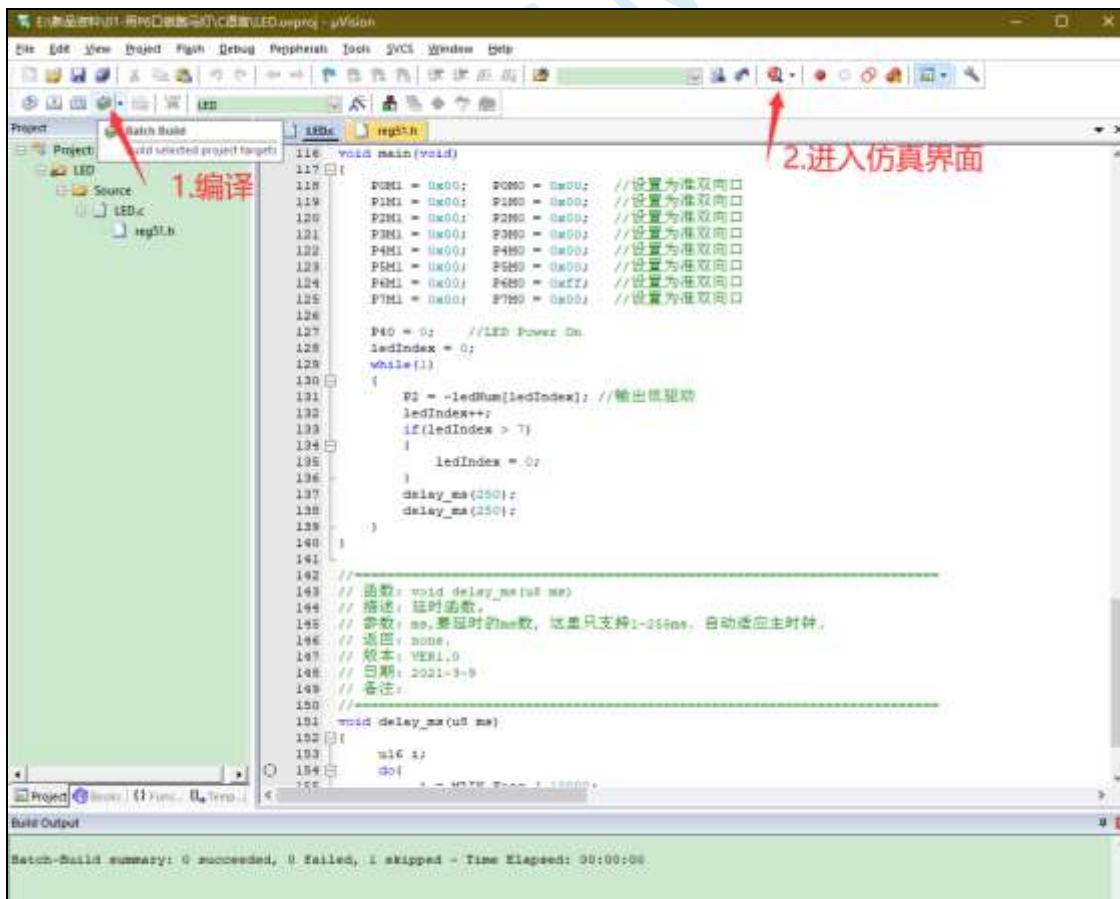 LED.uvproj - µVision
File Edit View Project Flash Debug Peripherals Tools SVCS Window Help
LED
Project
Batch Build
Build selected project targets
LED.c
reg51.h
Project
LED
Source
LED.c
reg51.h
1.编译
2.进入仿真界面
116 void main(void)
117 {
118 P0M1 = 0x00; P0M0 = 0x00; //设置为准双向口
119 P1M1 = 0x00; P1M0 = 0x00; //设置为准双向口
120 P2M1 = 0x00; P2M0 = 0x00; //设置为准双向口
121 P3M1 = 0x00; P3M0 = 0x00; //设置为准双向口
122 P4M1 = 0x00; P4M0 = 0x00; //设置为准双向口
123 P5M1 = 0x00; P5M0 = 0x00; //设置为准双向口
124 P6M1 = 0x00; P6M0 = 0xff; //设置为准双向口
125 P7M1 = 0x00; P7M0 = 0x00; //设置为准双向口
126
127 P40 = 0; //LED Power On
128 ledIndex = 0;
129 while(1)
130 {
131 P2 = ~ledNum[ledIndex]; //输出低驱动
132 ledIndex++;
133 if(ledIndex > 7)
134 {
135 ledIndex = 0;
136 }
137 delay_ms(250);
138 delay_ms(250);
139 }
140 }
141
142 //========================================================================
143 // 函数: void delay_ms(u8 ms)
144 // 描述: 延时函数。
145 // 参数: ms,要延时的ms数, 这里只支持1~255ms. 自动适应主时钟.
146 // 返回: none.
147 // 版本: VER1.0
148 // 日期: 2021-3-9
149 // 备注:
150 //========================================================================
151 void delay_ms(u8 ms)
152 {
153 u16 i;
154 do{
155
Project Books {} Func... Temp...
Build Output
Batch-Build summary: 0 succeeded, 0 failed, 1 skipped - Time Elapsed: 00:00:00